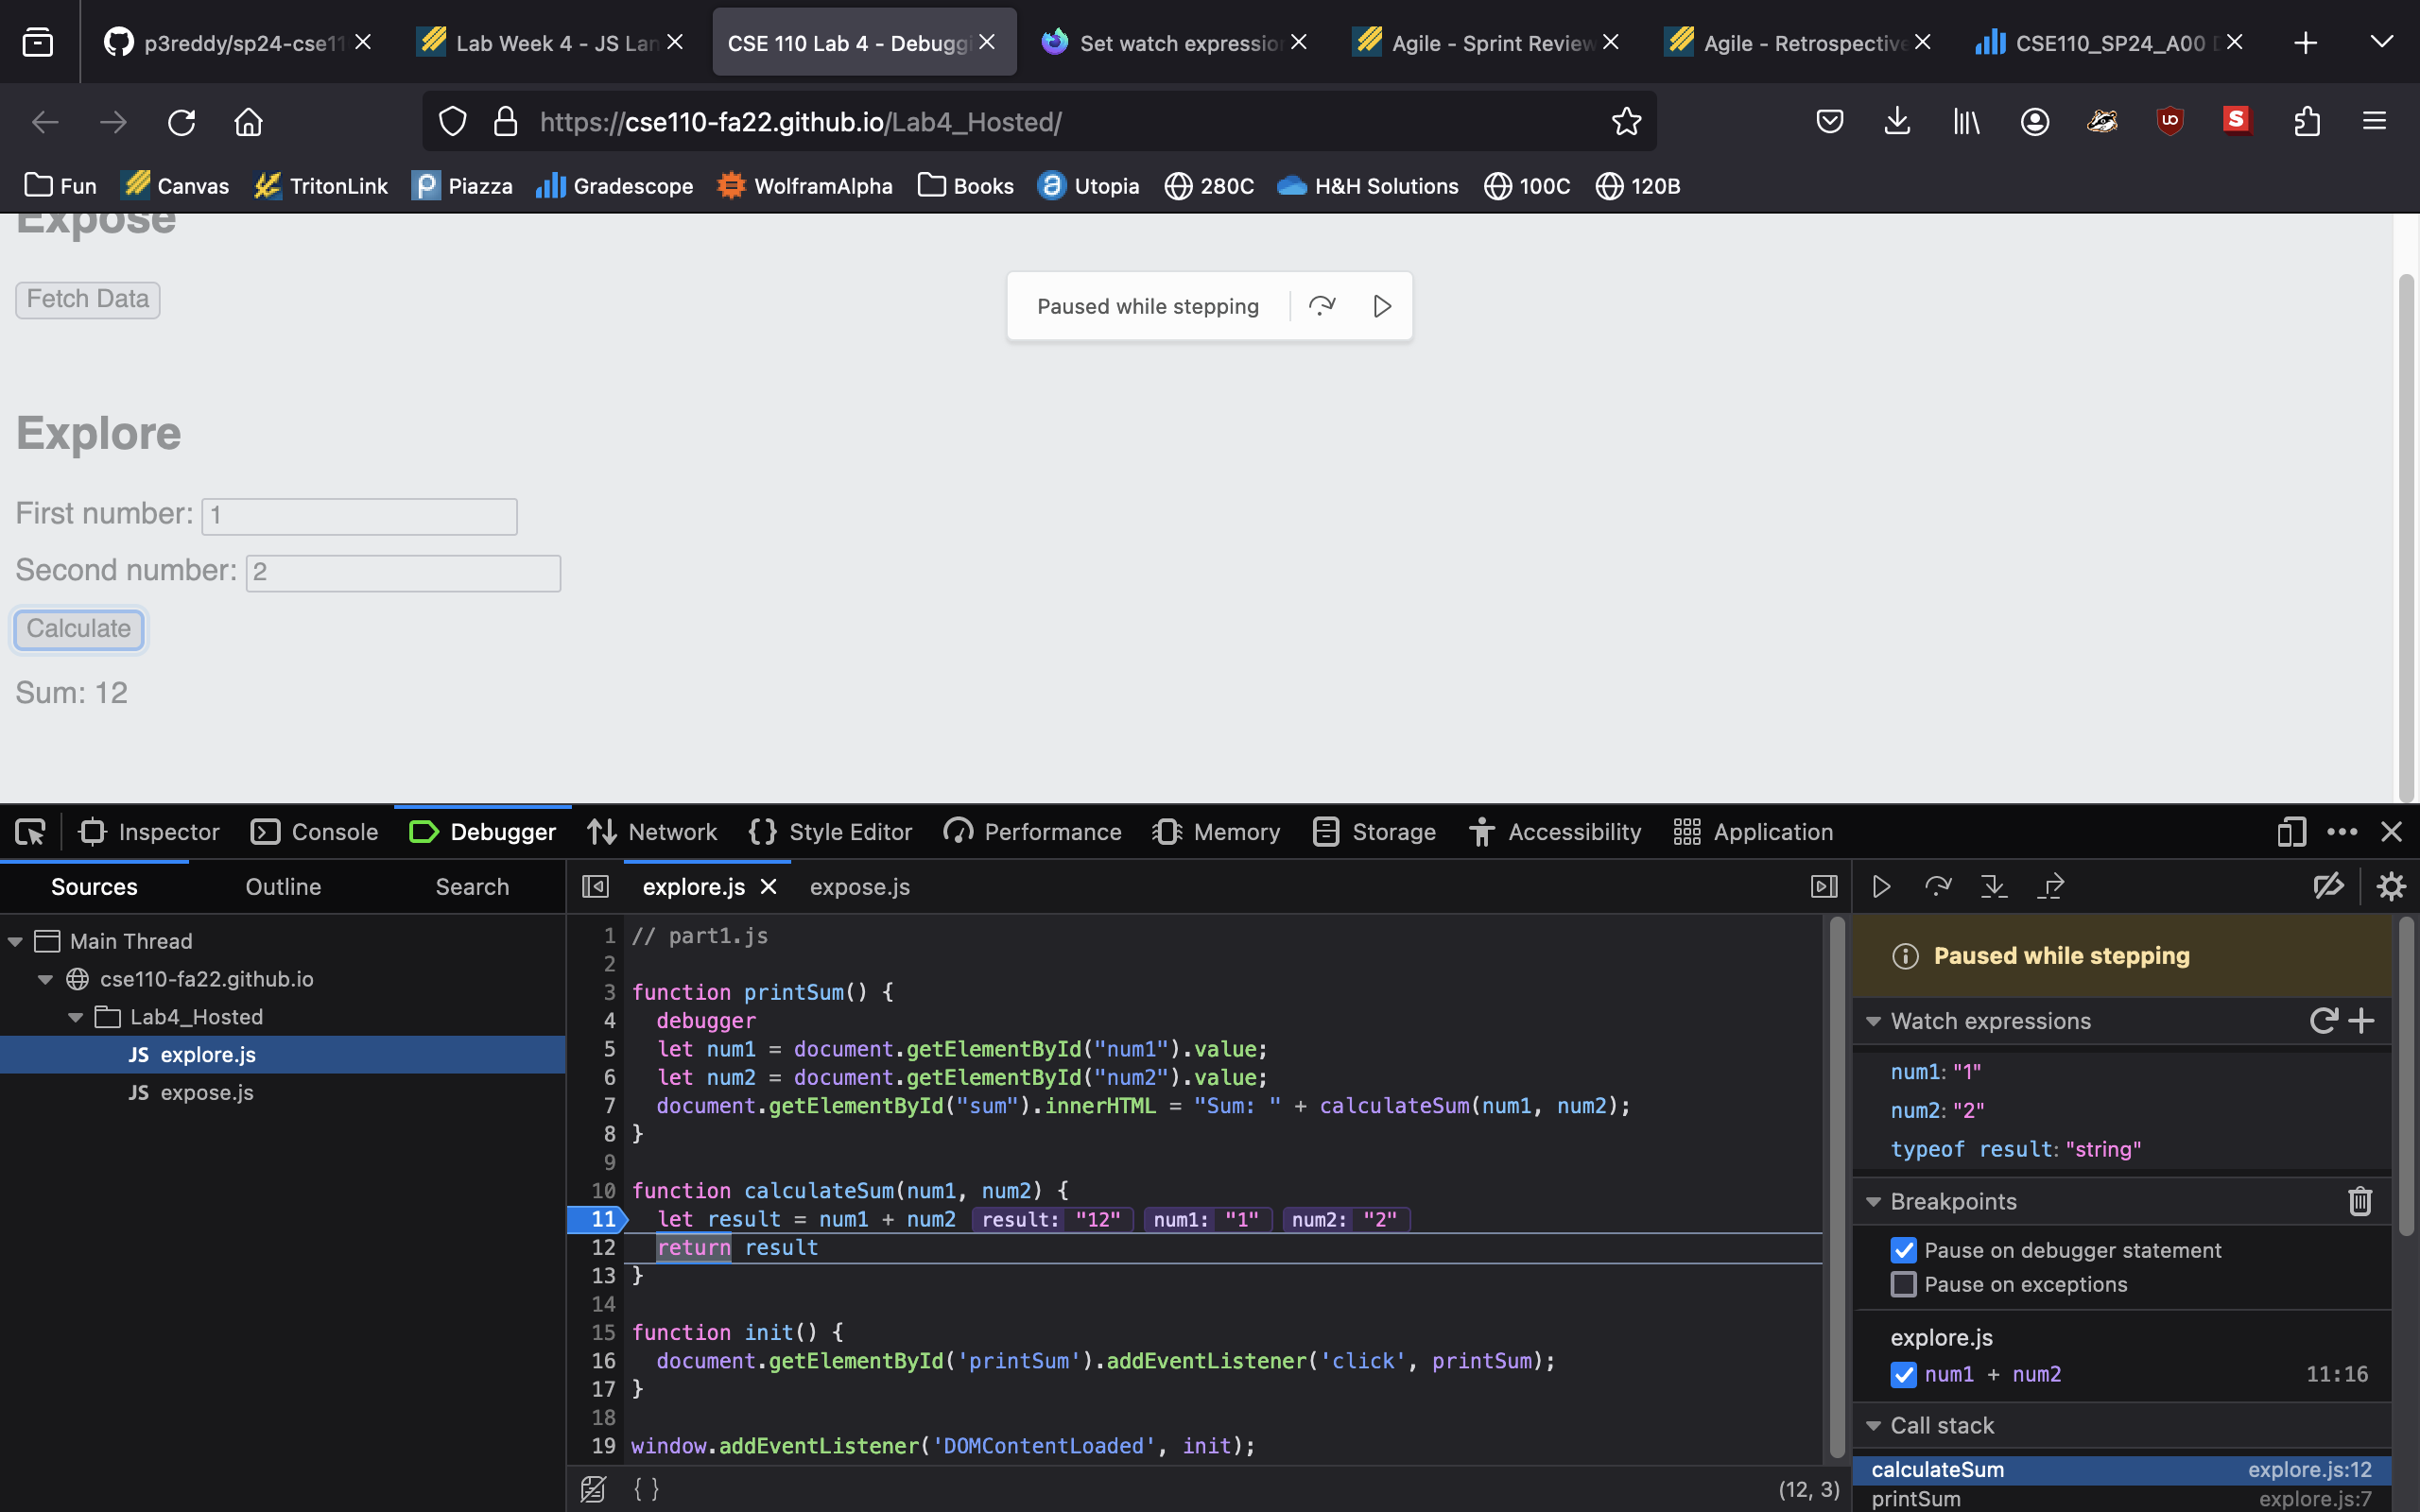 p3reddy/sp24-cse11
Lab Week 4 - JS Lan
CSE 110 Lab 4 - Debuggi
Set watch expression
Agile - Sprint Review
Agile - Retrospective
CSE110_SP24_A00
https://cse110-fa22.github.io/Lab4_Hosted/
Fun Canvas TritonLink Piazza Gradescope WolframAlpha Books Utopia 280C H&H Solutions 100C 120B
Expose
Fetch Data
Paused while stepping
Explore
First number: 1
Second number: 2
Calculate
Sum: 12
Inspector Console Debugger Network Style Editor Performance Memory Storage Accessibility Application
Sources Outline Search
Main Thread
cse110-fa22.github.io
Lab4_Hosted
JS explore.js
JS expose.js
explore.js expose.js
1 // part1.js
2
3 function printSum() {
4 debugger
5 let num1 = document.getElementById("num1").value;
6 let num2 = document.getElementById("num2").value;
7 document.getElementById("sum").innerHTML = "Sum: " + calculateSum(num1, num2);
8 }
9
10 function calculateSum(num1, num2) {
11 let result = num1 + num2 result: "12" num1: "1" num2: "2"
12 return result
13 }
14
15 function init() {
16 document.getElementById('printSum').addEventListener('click', printSum);
17 }
18
19 window.addEventListener('DOMContentLoaded', init);
{ } (12, 3)
Paused while stepping
Watch expressions
num1: "1"
num2: "2"
typeof result: "string"
Breakpoints
Pause on debugger statement
Pause on exceptions
explore.js
num1 + num2 11:16
Call stack
calculateSum explore.js:12
printSum explore.js:7